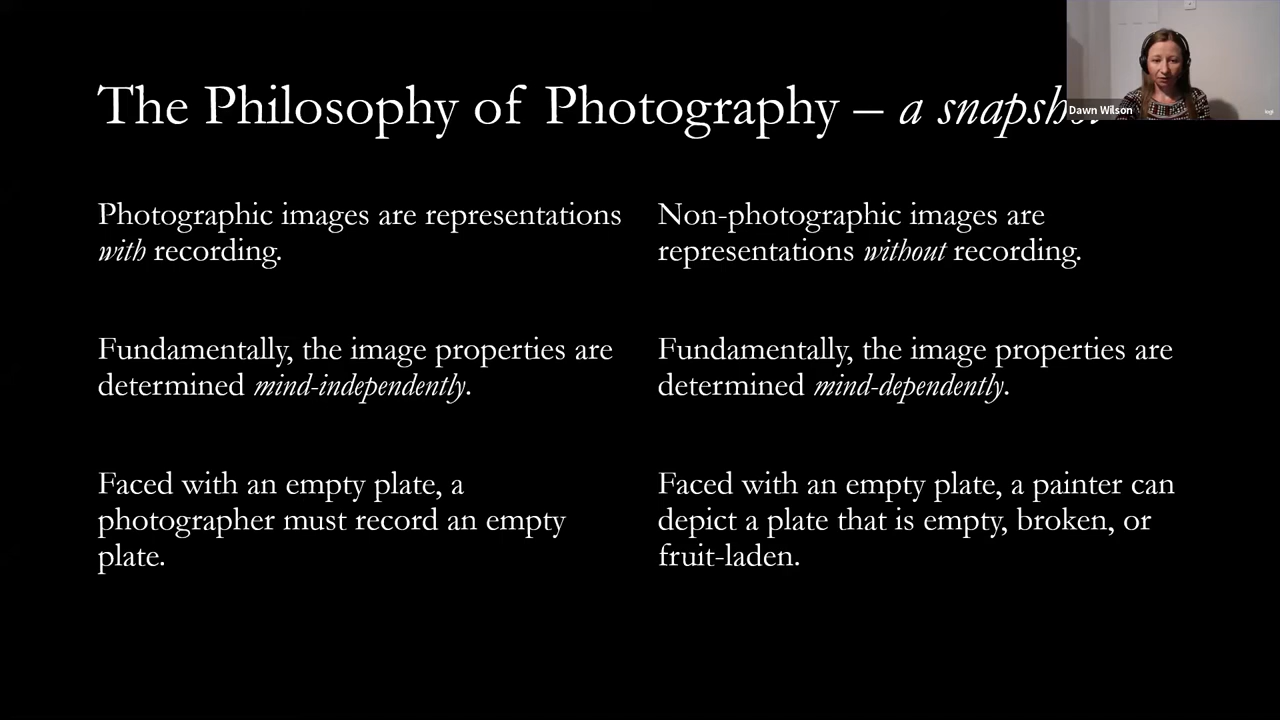 The Philosophy of Photography – a
Dawn Wilson
Photographic images are representations
with recording.
Non-photographic images are
representations without recording.
Fundamentally, the image properties are
determined mind-independently.
Fundamentally, the image properties are
determined mind-dependently.
Faced with an empty plate, a
photographer must record an empty
plate.
Faced with an empty plate, a painter can
depict a plate that is empty, broken, or
fruit-laden.